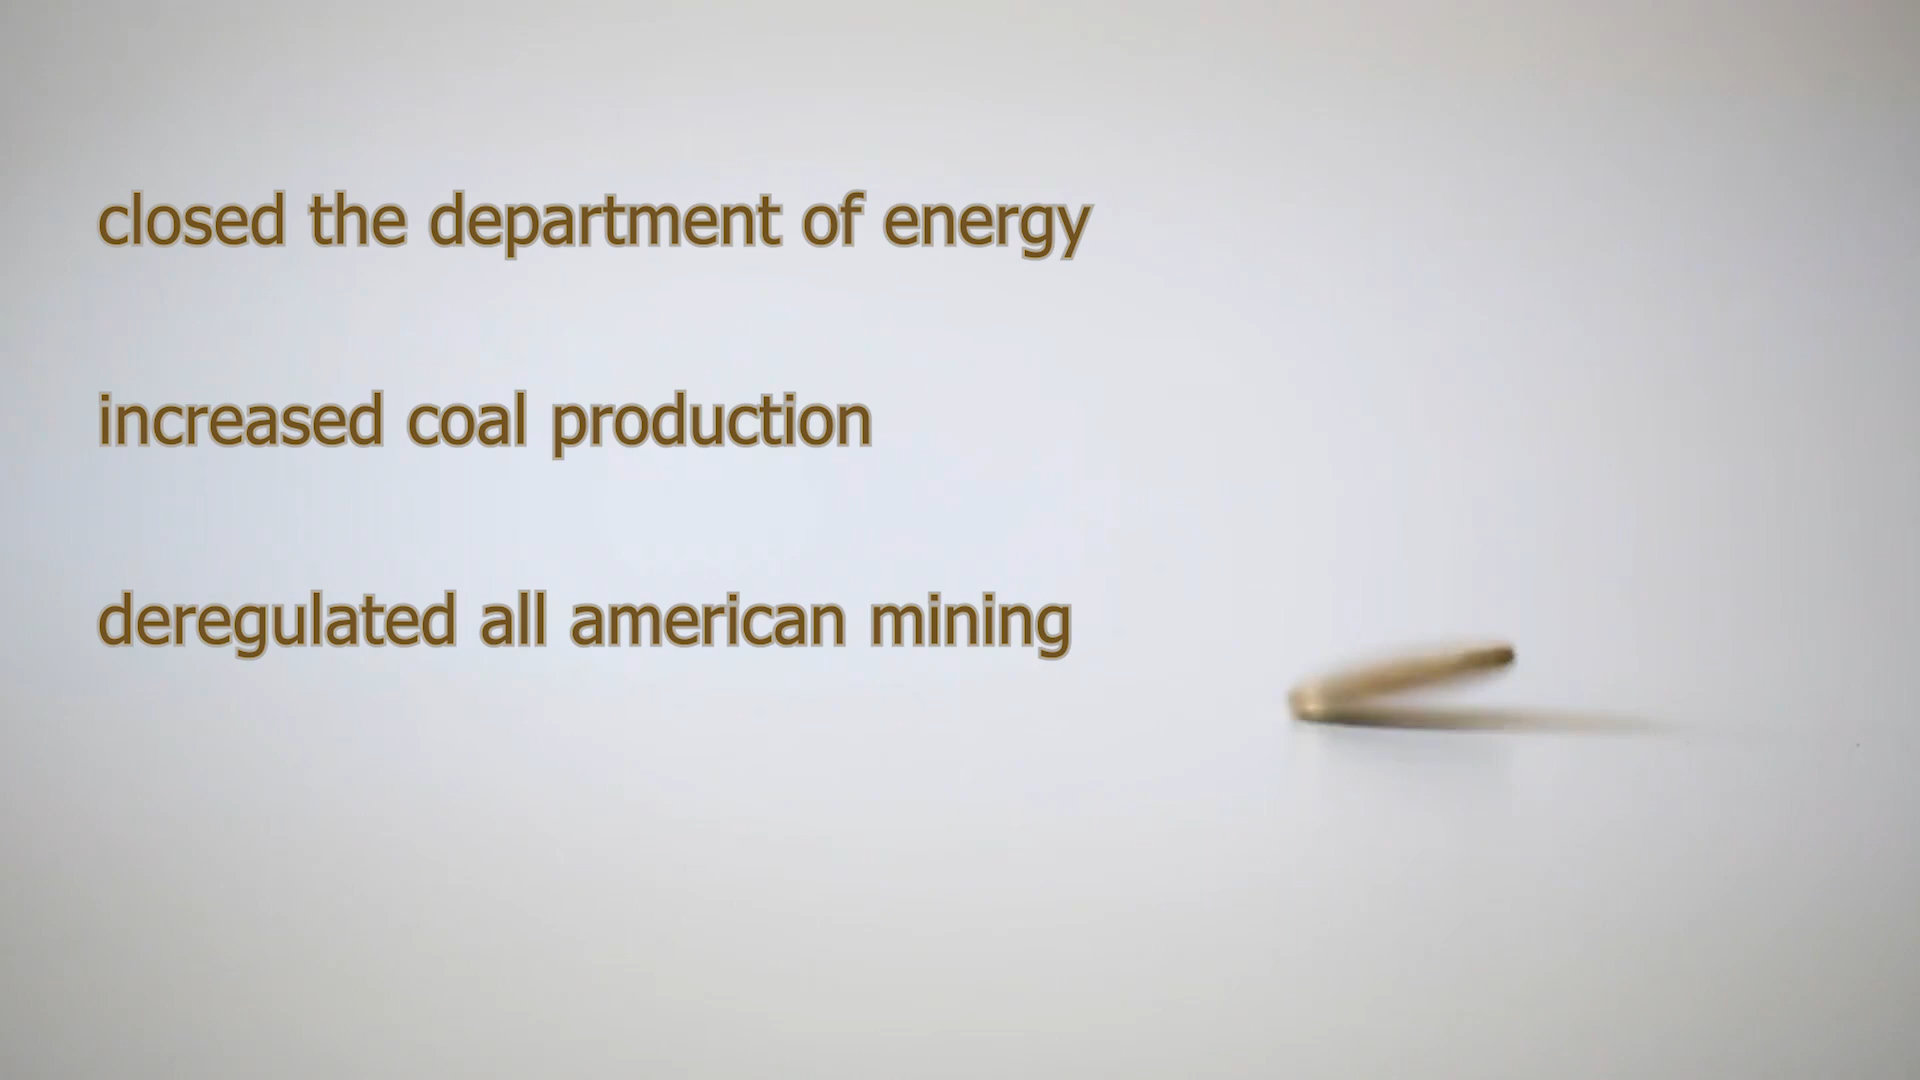 closed the department of energy
increased coal production
deregulated all american mining